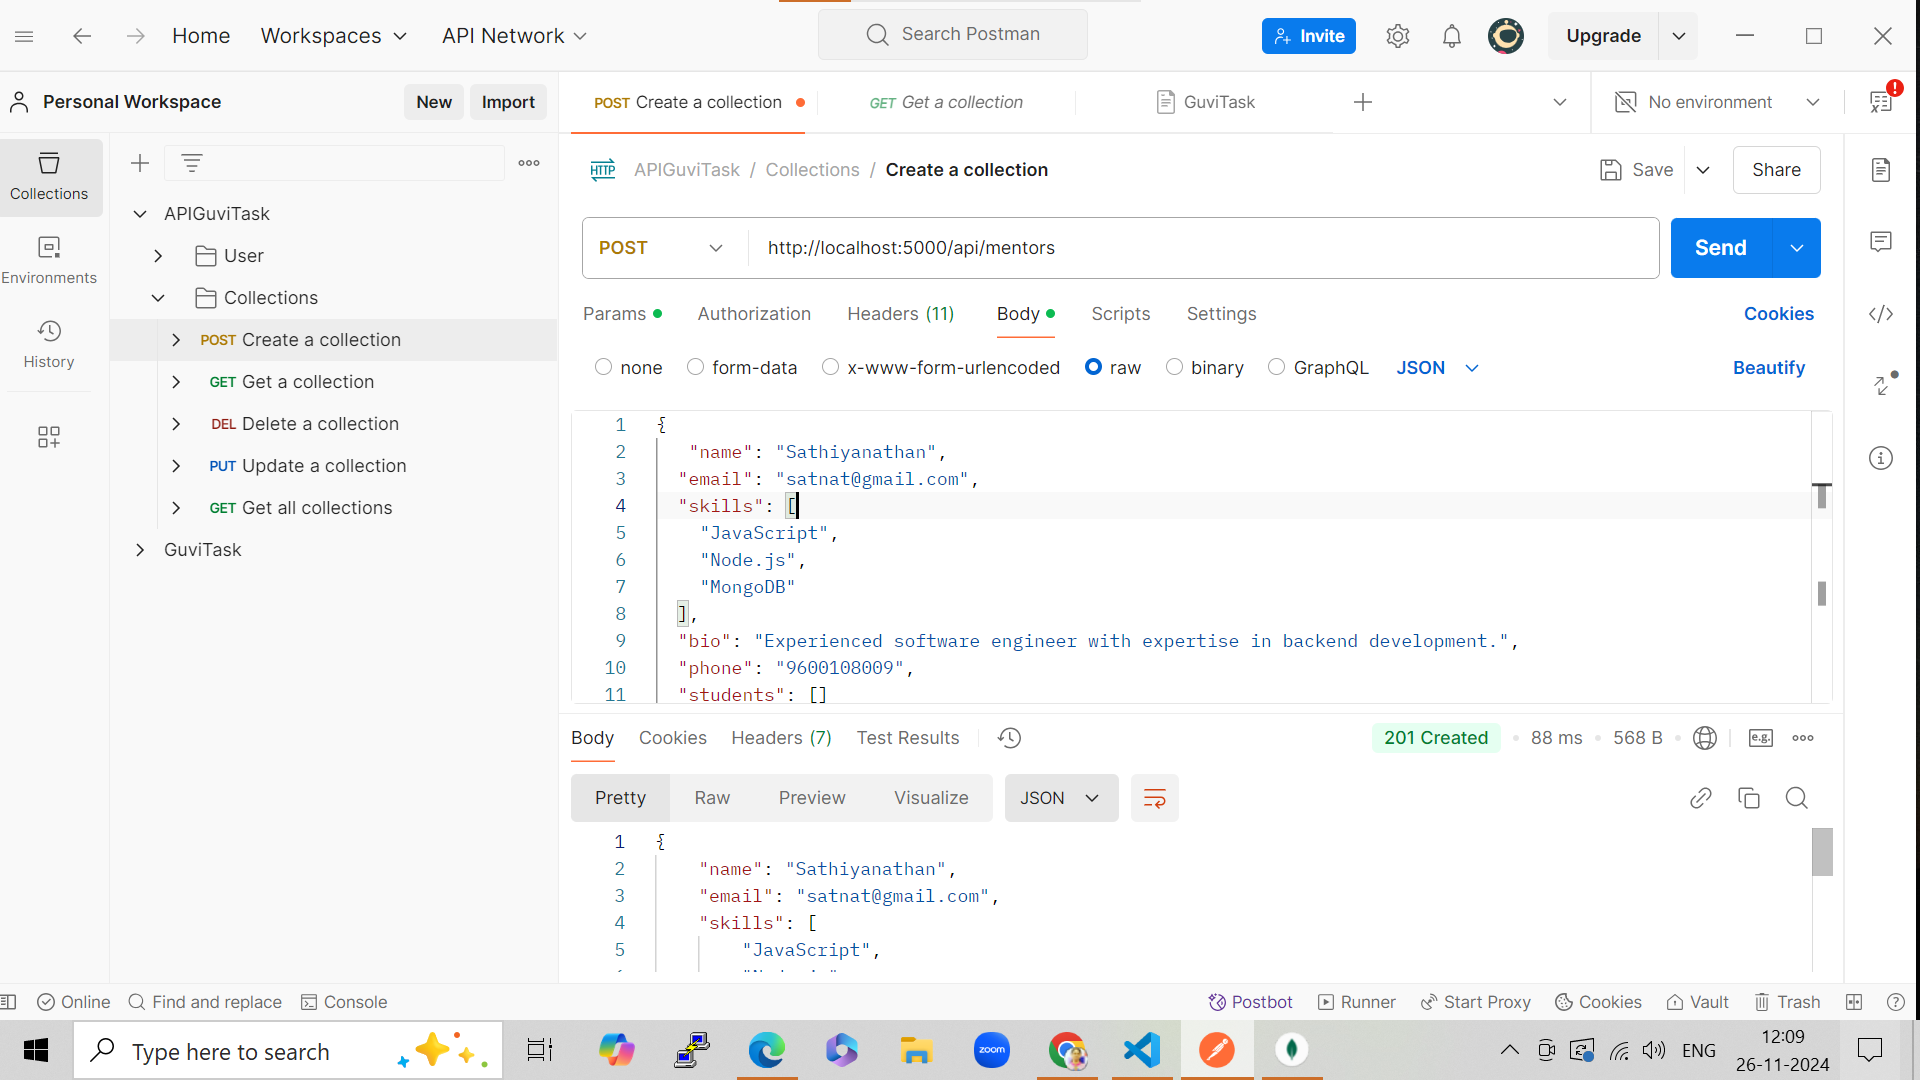 Home Workspaces API Network Search Postman Invite Upgrade
Personal Workspace New Import POST Create a collection GET Get a collection GuviTask No environment
Collections
Environments
History
APIGuviTask
User
Collections
POST Create a collection
GET Get a collection
DEL Delete a collection
PUT Update a collection
GET Get all collections
GuviTask
HTTP APIGuviTask / Collections / Create a collection Save Share
POST http://localhost:5000/api/mentors Send
Params Authorization Headers (11) Body Scripts Settings Cookies
none form-data x-www-form-urlencoded raw binary GraphQL JSON Beautify
1 {
2 "name": "Sathiyanathan",
3 "email": "satnat@gmail.com",
4 "skills": [
5 "JavaScript",
6 "Node.js",
7 "MongoDB"
8 ],
9 "bio": "Experienced software engineer with expertise in backend development.",
10 "phone": "9600108009",
11 "students": []
Body Cookies Headers (7) Test Results 201 Created 88 ms 568 B e.g.
Pretty Raw Preview Visualize JSON
1 {
2 "name": "Sathiyanathan",
3 "email": "satnat@gmail.com",
4 "skills": [
5 "JavaScript",
Online Find and replace Console Postbot Runner Start Proxy Cookies Vault Trash
Type here to search zoom ENG 12:09
26-11-2024